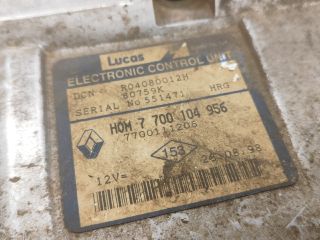 Lucas
ELECTRONIC CONTROL UNIT
DCN R04080012H
80759K
SERIAL No 551471 HRG
HOM 7 700 104 956
7700111206
153
12V= 26.08.98